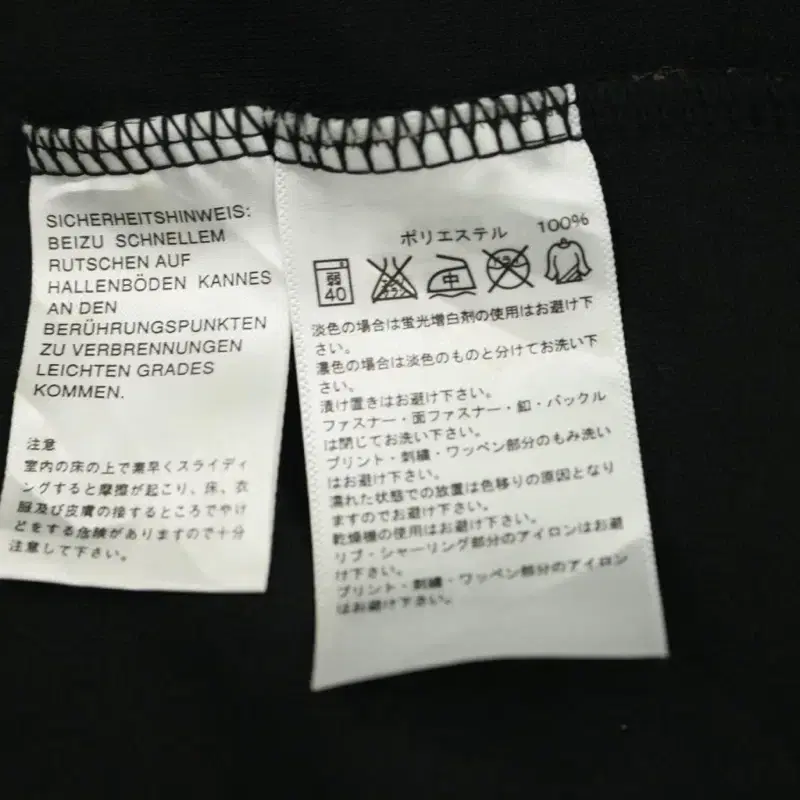 SICHERHEITSHINWEIS:
BEIZU SCHNELLEM
RUTSCHEN AUF
HALLENBÖDEN KANNES
AN DEN
BERÜHRUNGSPUNKTEN
ZU VERBRENNUNGEN
LEICHTEN GRADES
KOMMEN.
注意
室内の床の上で素早くスライディ
ングすると摩擦が起こり、床、衣
服及び皮膚の接するところでやけ
どをする危険がありますので十分
注意して下さい。
ポリエステル 100%
弱
40
エンソ
サラシ
中
ドライ
淡色の場合は蛍光増白剤の使用はお避け下
さい。
濃色の場合は淡色のものと分けてお洗い下
さい。
漬け置きはお避け下さい。
ファスナー・面ファスナー・釦・バックル
は閉じてお洗い下さい。
プリント・刺繍・ワッペン部分のもみ洗い
はお避け下さい。
濡れた状態での放置は色移りの原因となり
ますのでお避け下さい。
乾燥機の使用はお避け下さい。
リブ・シャーリング部分のアイロンはお避
け下さい。
プリント・刺繍・ワッペン部分のアイロン
はお避け下さい。